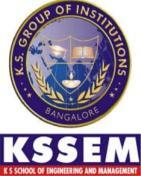 K.S. GROUP OF INSTITUTIONS
BANGALORE
KSSEM
K S SCHOOL OF ENGINEERING AND MANAGEMENT